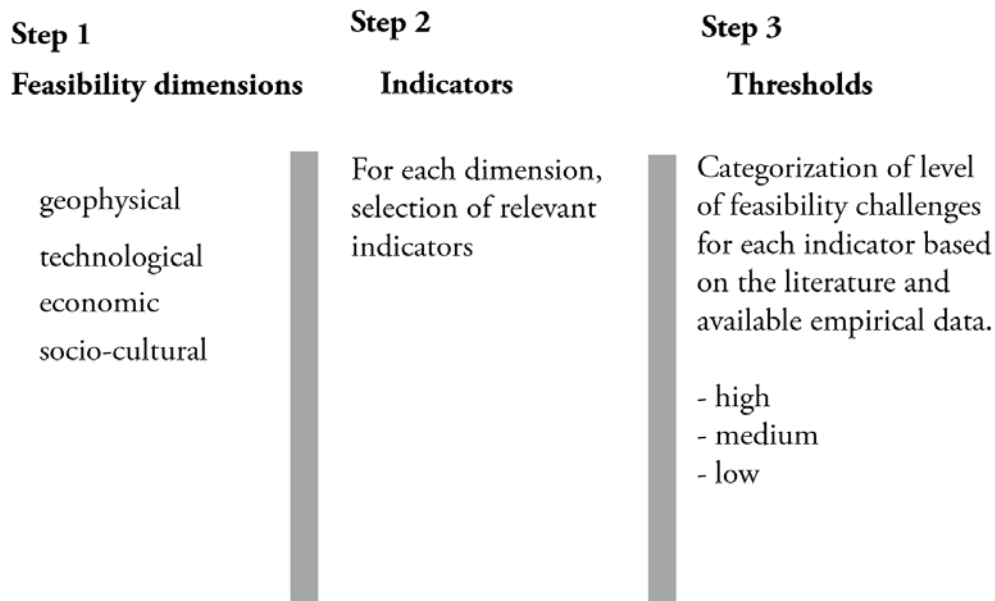 Step 1
Feasibility dimensions
geophysical
technological
economic
socio-cultural
Step 2
Indicators
For each dimension,
selection of relevant
indicators
Step 3
Thresholds
Categorization of level
of feasibility challenges
for each indicator based
on the literature and
available empirical data.
- high
- medium
- low